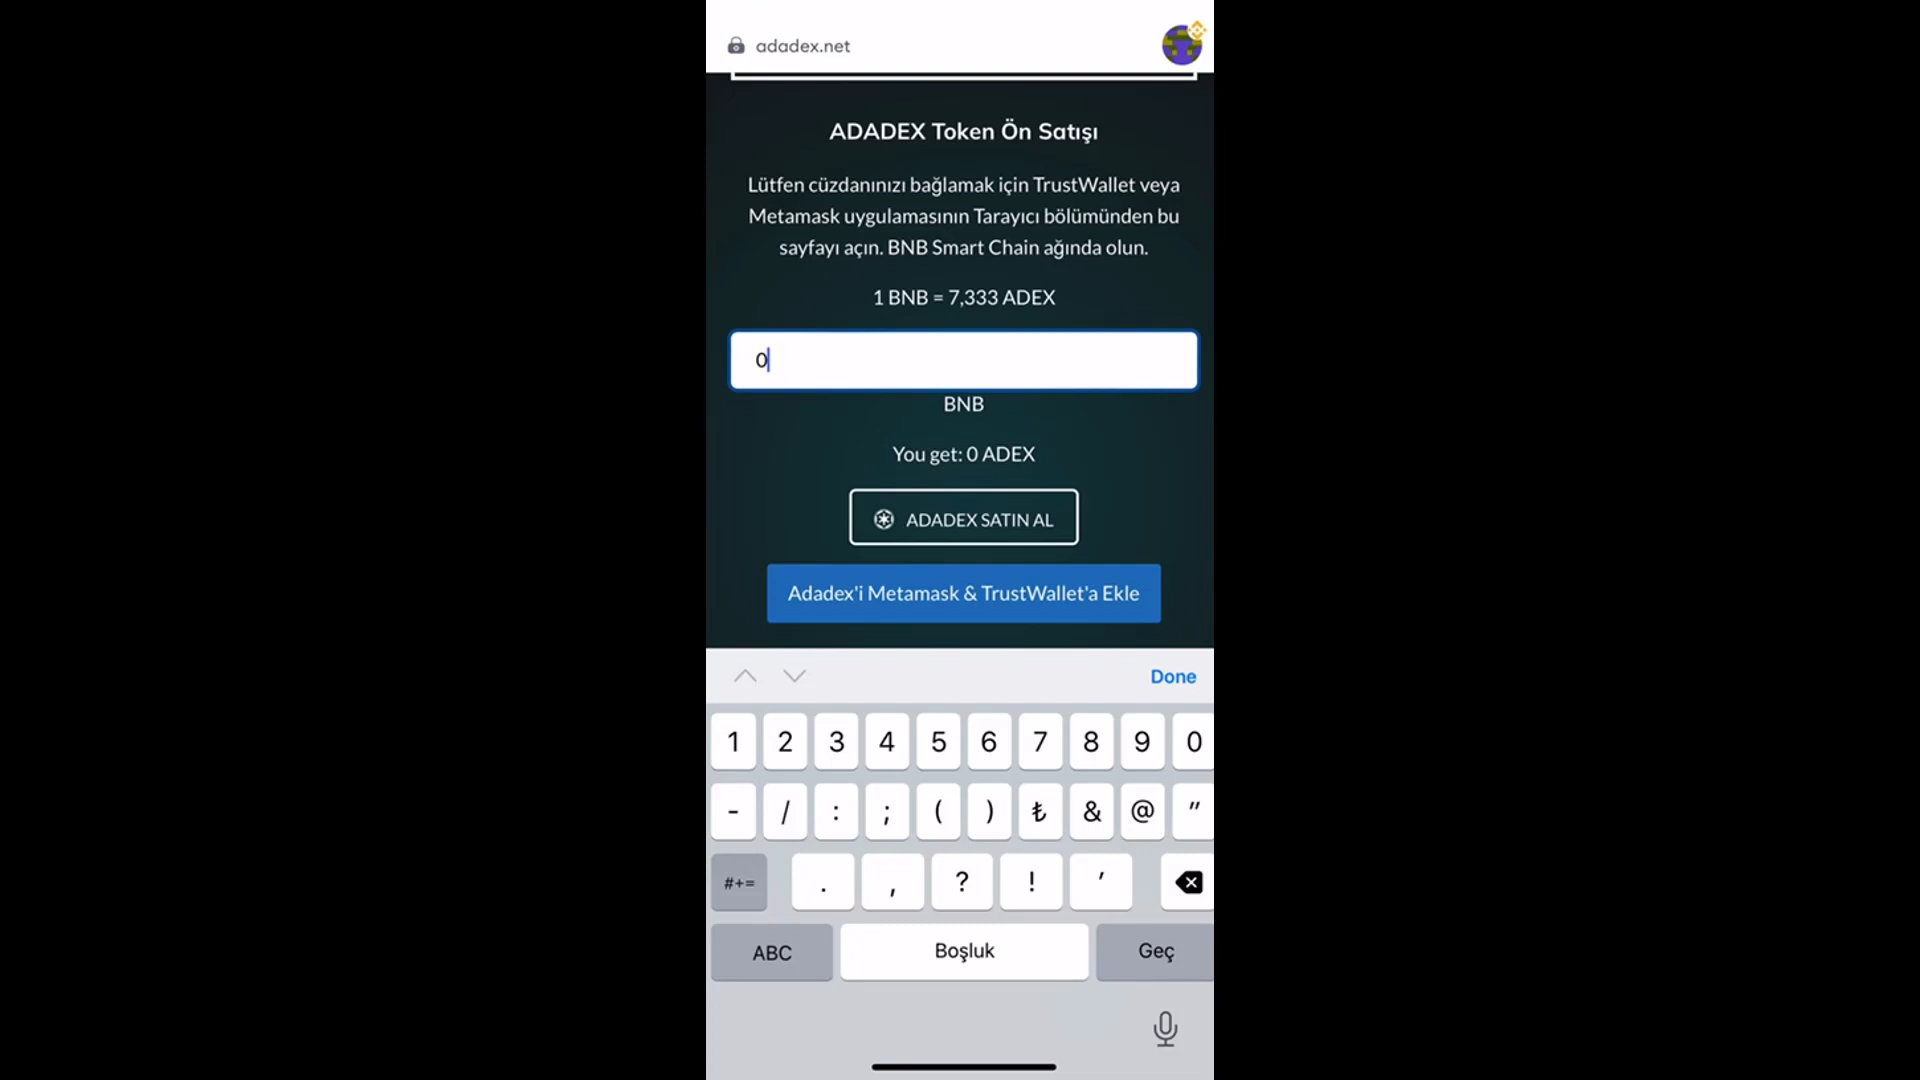 adadex.net
ADADEX Token Ön Satışı
Lütfen cüzdanınızı bağlamak için TrustWallet veya
Metamask uygulamasının Tarayıcı bölümünden bu
sayfayı açın. BNB Smart Chain ağında olun.
1 BNB = 7,333 ADEX
0
BNB
You get: 0 ADEX
ADADEX SATIN AL
Adadex'i Metamask & TrustWallet'a Ekle
Done
1 2 3 4 5 6 7 8 9 0
- / : ; ( ) ₺ & @ "
#+= . , ? ! '
ABC Boşluk Geç